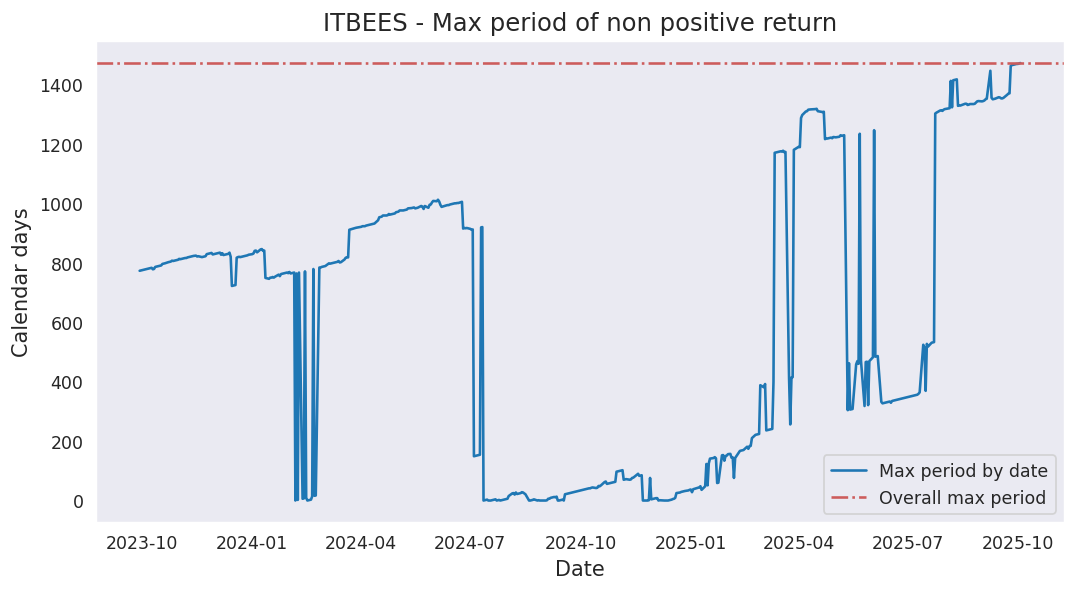 ITBEES - Max period of non positive return
Calendar days
1400
1200
1000
800
600
400
200
0
Max period by date
Overall max period
2023-10 2024-01 2024-04 2024-07 2024-10 2025-01 2025-04 2025-07 2025-10
Date